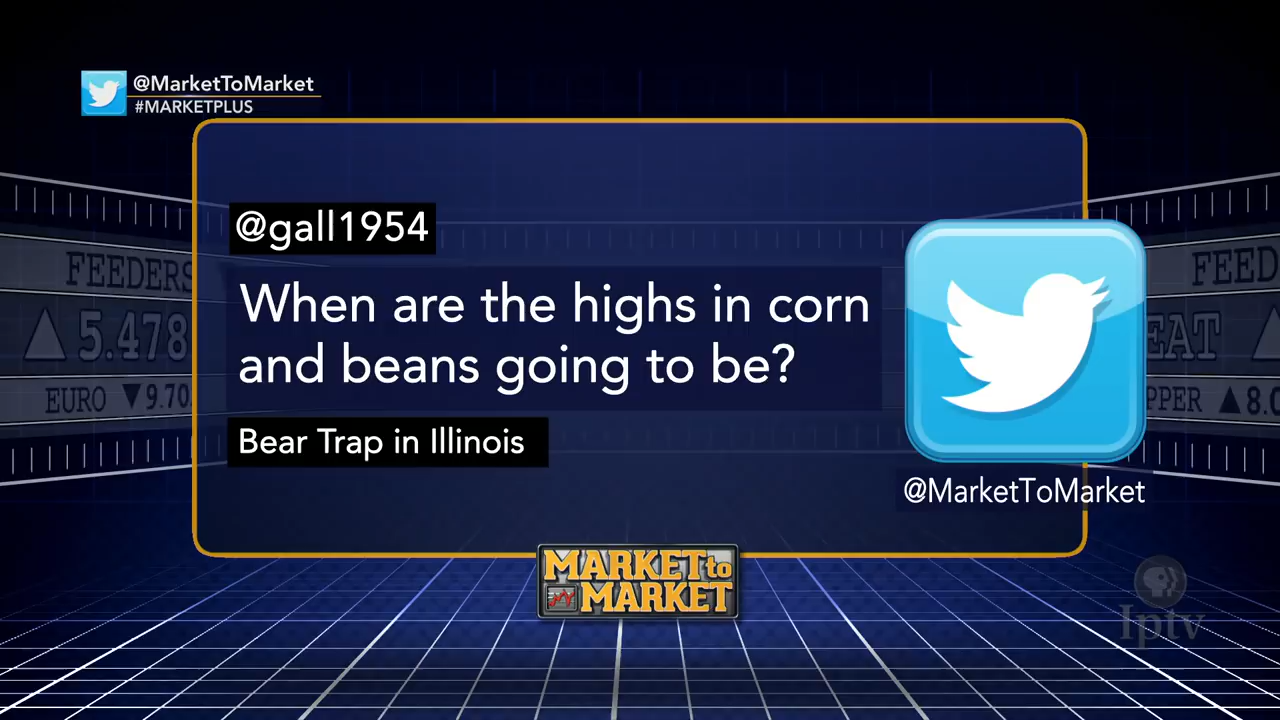 @MarketToMarket
#MARKETPLUS
@gall1954
When are the highs in corn
and beans going to be?
Bear Trap in Illinois
@MarketToMarket
MARKET to
MARKET
FEEDERS
5.478
EURO ▼9.70
FEED
EAT
PPER ▲8.0
Iptv